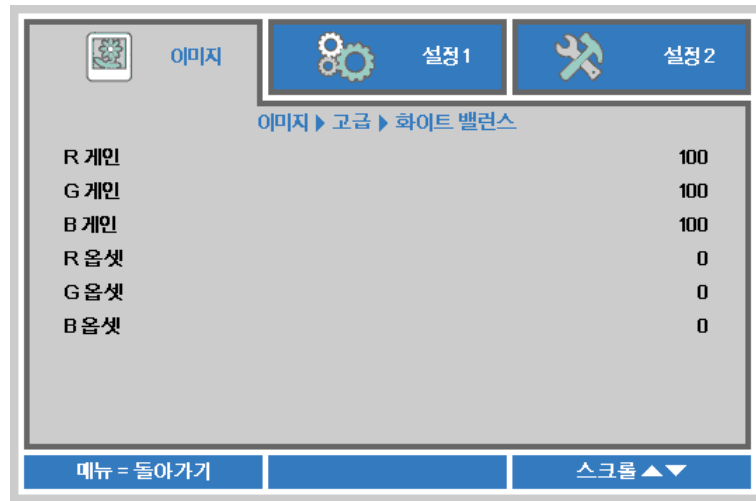 이미지 설정 1 설정 2
이미지 ▶ 고급 ▶ 화이트 밸런스
R 게인 100
G 게인 100
B 게인 100
R 옵셋 0
G 옵셋 0
B 옵셋 0
메뉴 = 돌아가기 스크롤 ▲▼